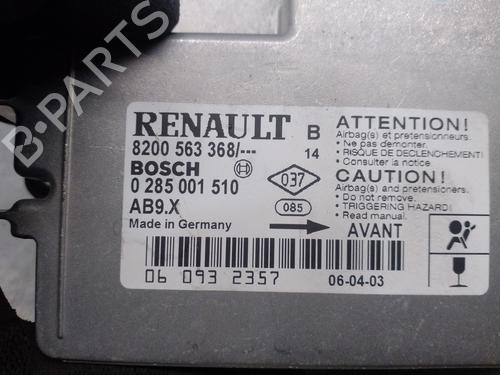 B-PARTS
RENAULT B
8200 563 368/--- 14
BOSCH
0 285 001 510
037
AB9.X
085
Made in Germany
AVANT
06 093 2357
06-04-03
ATTENTION!
Airbag(s) et pretensionneurs.
• Ne pas demonter.
• RISQUE DE DECLENCHEMENT!
• Consulter la notice
CAUTION!
Airbag(s) and pretensioners.
• Do not remove.
• TRIGGERING HAZARD!
• Read manual.